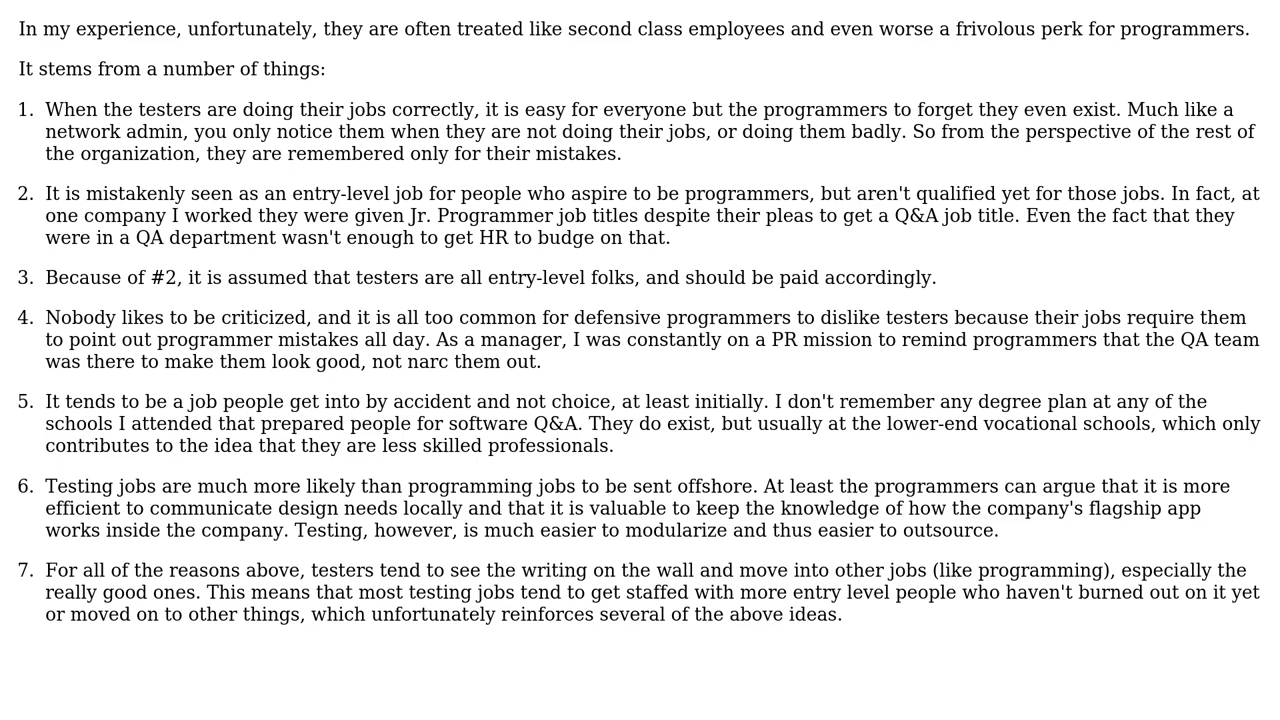 In my experience, unfortunately, they are often treated like second class employees and even worse a frivolous perk for programmers.
It stems from a number of things:
1. When the testers are doing their jobs correctly, it is easy for everyone but the programmers to forget they even exist. Much like a
network admin, you only notice them when they are not doing their jobs, or doing them badly. So from the perspective of the rest of
the organization, they are remembered only for their mistakes.
2. It is mistakenly seen as an entry-level job for people who aspire to be programmers, but aren't qualified yet for those jobs. In fact, at
one company I worked they were given Jr. Programmer job titles despite their pleas to get a Q&A job title. Even the fact that they
were in a QA department wasn't enough to get HR to budge on that.
3. Because of #2, it is assumed that testers are all entry-level folks, and should be paid accordingly.
4. Nobody likes to be criticized, and it is all too common for defensive programmers to dislike testers because their jobs require them
to point out programmer mistakes all day. As a manager, I was constantly on a PR mission to remind programmers that the QA team
was there to make them look good, not narc them out.
5. It tends to be a job people get into by accident and not choice, at least initially. I don't remember any degree plan at any of the
schools I attended that prepared people for software Q&A. They do exist, but usually at the lower-end vocational schools, which only
contributes to the idea that they are less skilled professionals.
6. Testing jobs are much more likely than programming jobs to be sent offshore. At least the programmers can argue that it is more
efficient to communicate design needs locally and that it is valuable to keep the knowledge of how the company's flagship app
works inside the company. Testing, however, is much easier to modularize and thus easier to outsource.
7. For all of the reasons above, testers tend to see the writing on the wall and move into other jobs (like programming), especially the
really good ones. This means that most testing jobs tend to get staffed with more entry level people who haven't burned out on it yet
or moved on to other things, which unfortunately reinforces several of the above ideas.